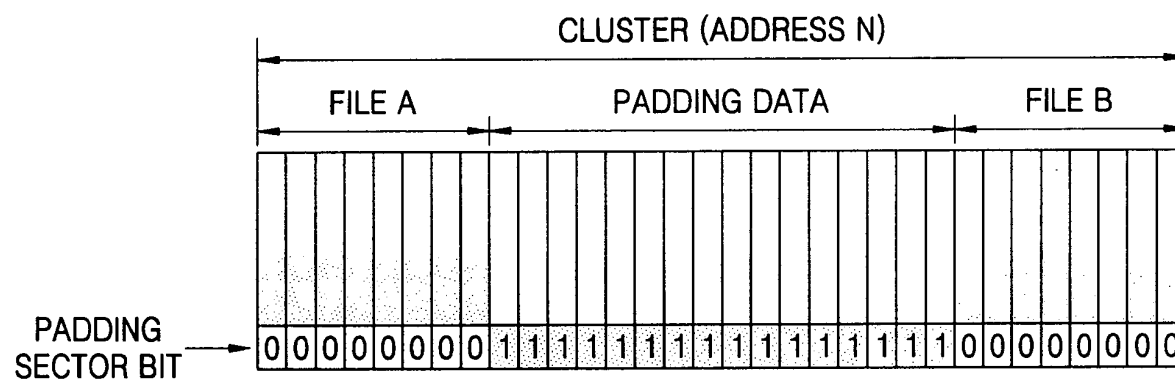 CLUSTER (ADDRESS N)
FILE A PADDING DATA FILE B
PADDING SECTOR BIT
0 0 0 0 0 0 0 0 1 1 1 1 1 1 1 1 1 1 1 1 1 1 1 1 0 0 0 0 0 0 0 0